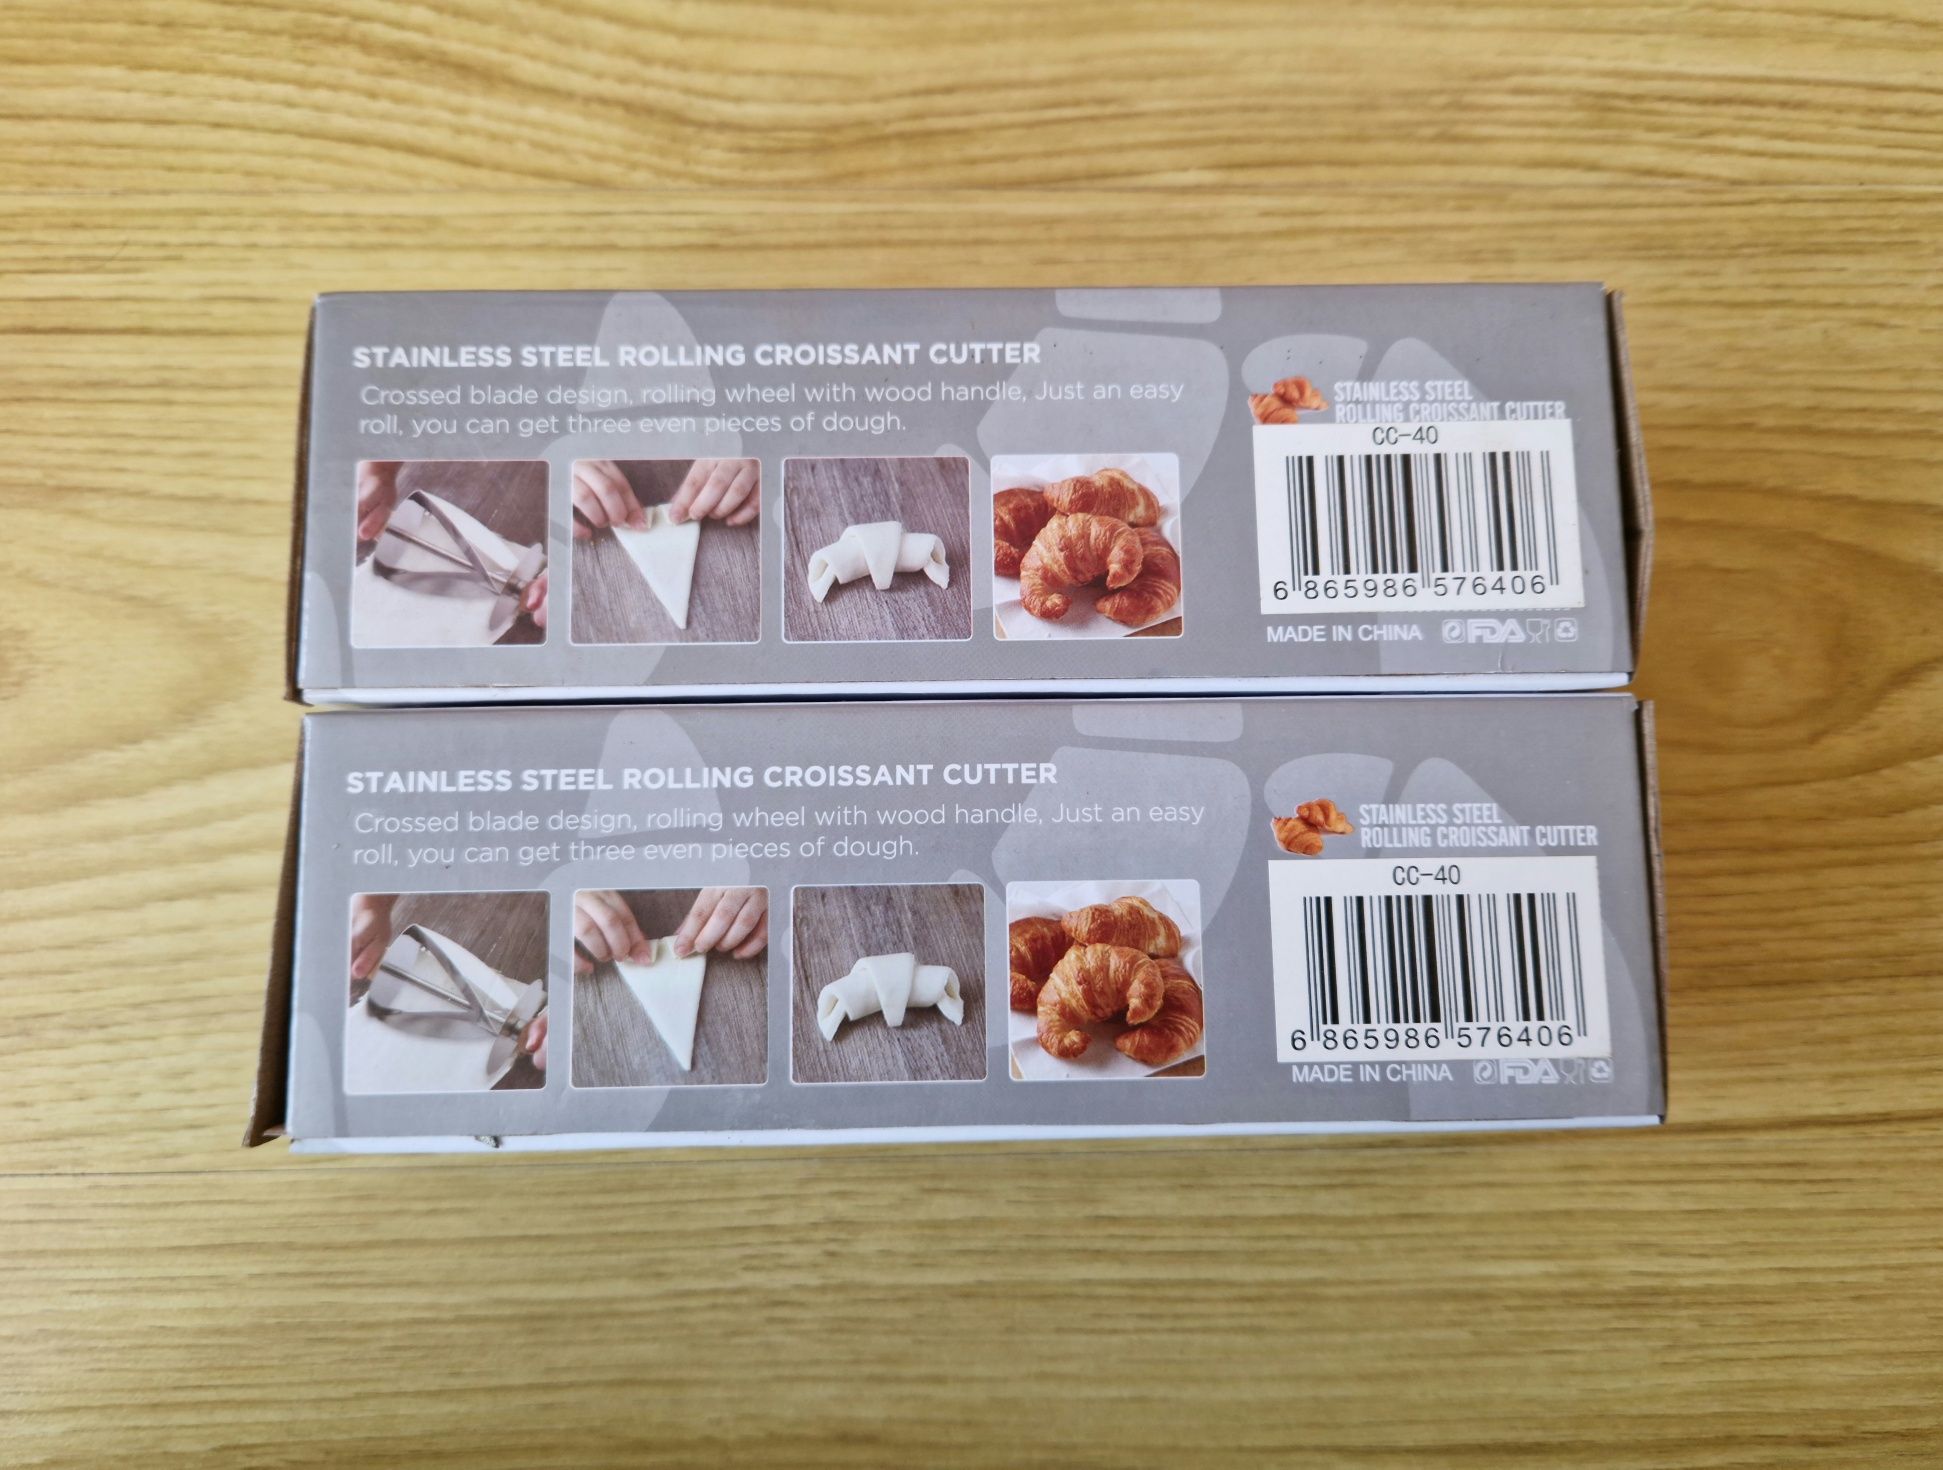 STAINLESS STEEL ROLLING CROISSANT CUTTER
Crossed blade design, rolling wheel with wood handle, Just an easy
roll, you can get three even pieces of dough.
STAINLESS STEEL
ROLLING CROISSANT CUTTER
CC-40
6 865986 576406
MADE IN CHINA FDA
STAINLESS STEEL ROLLING CROISSANT CUTTER
Crossed blade design, rolling wheel with wood handle, Just an easy
roll, you can get three even pieces of dough.
STAINLESS STEEL
ROLLING CROISSANT CUTTER
CC-40
6 865986 576406
MADE IN CHINA FDA